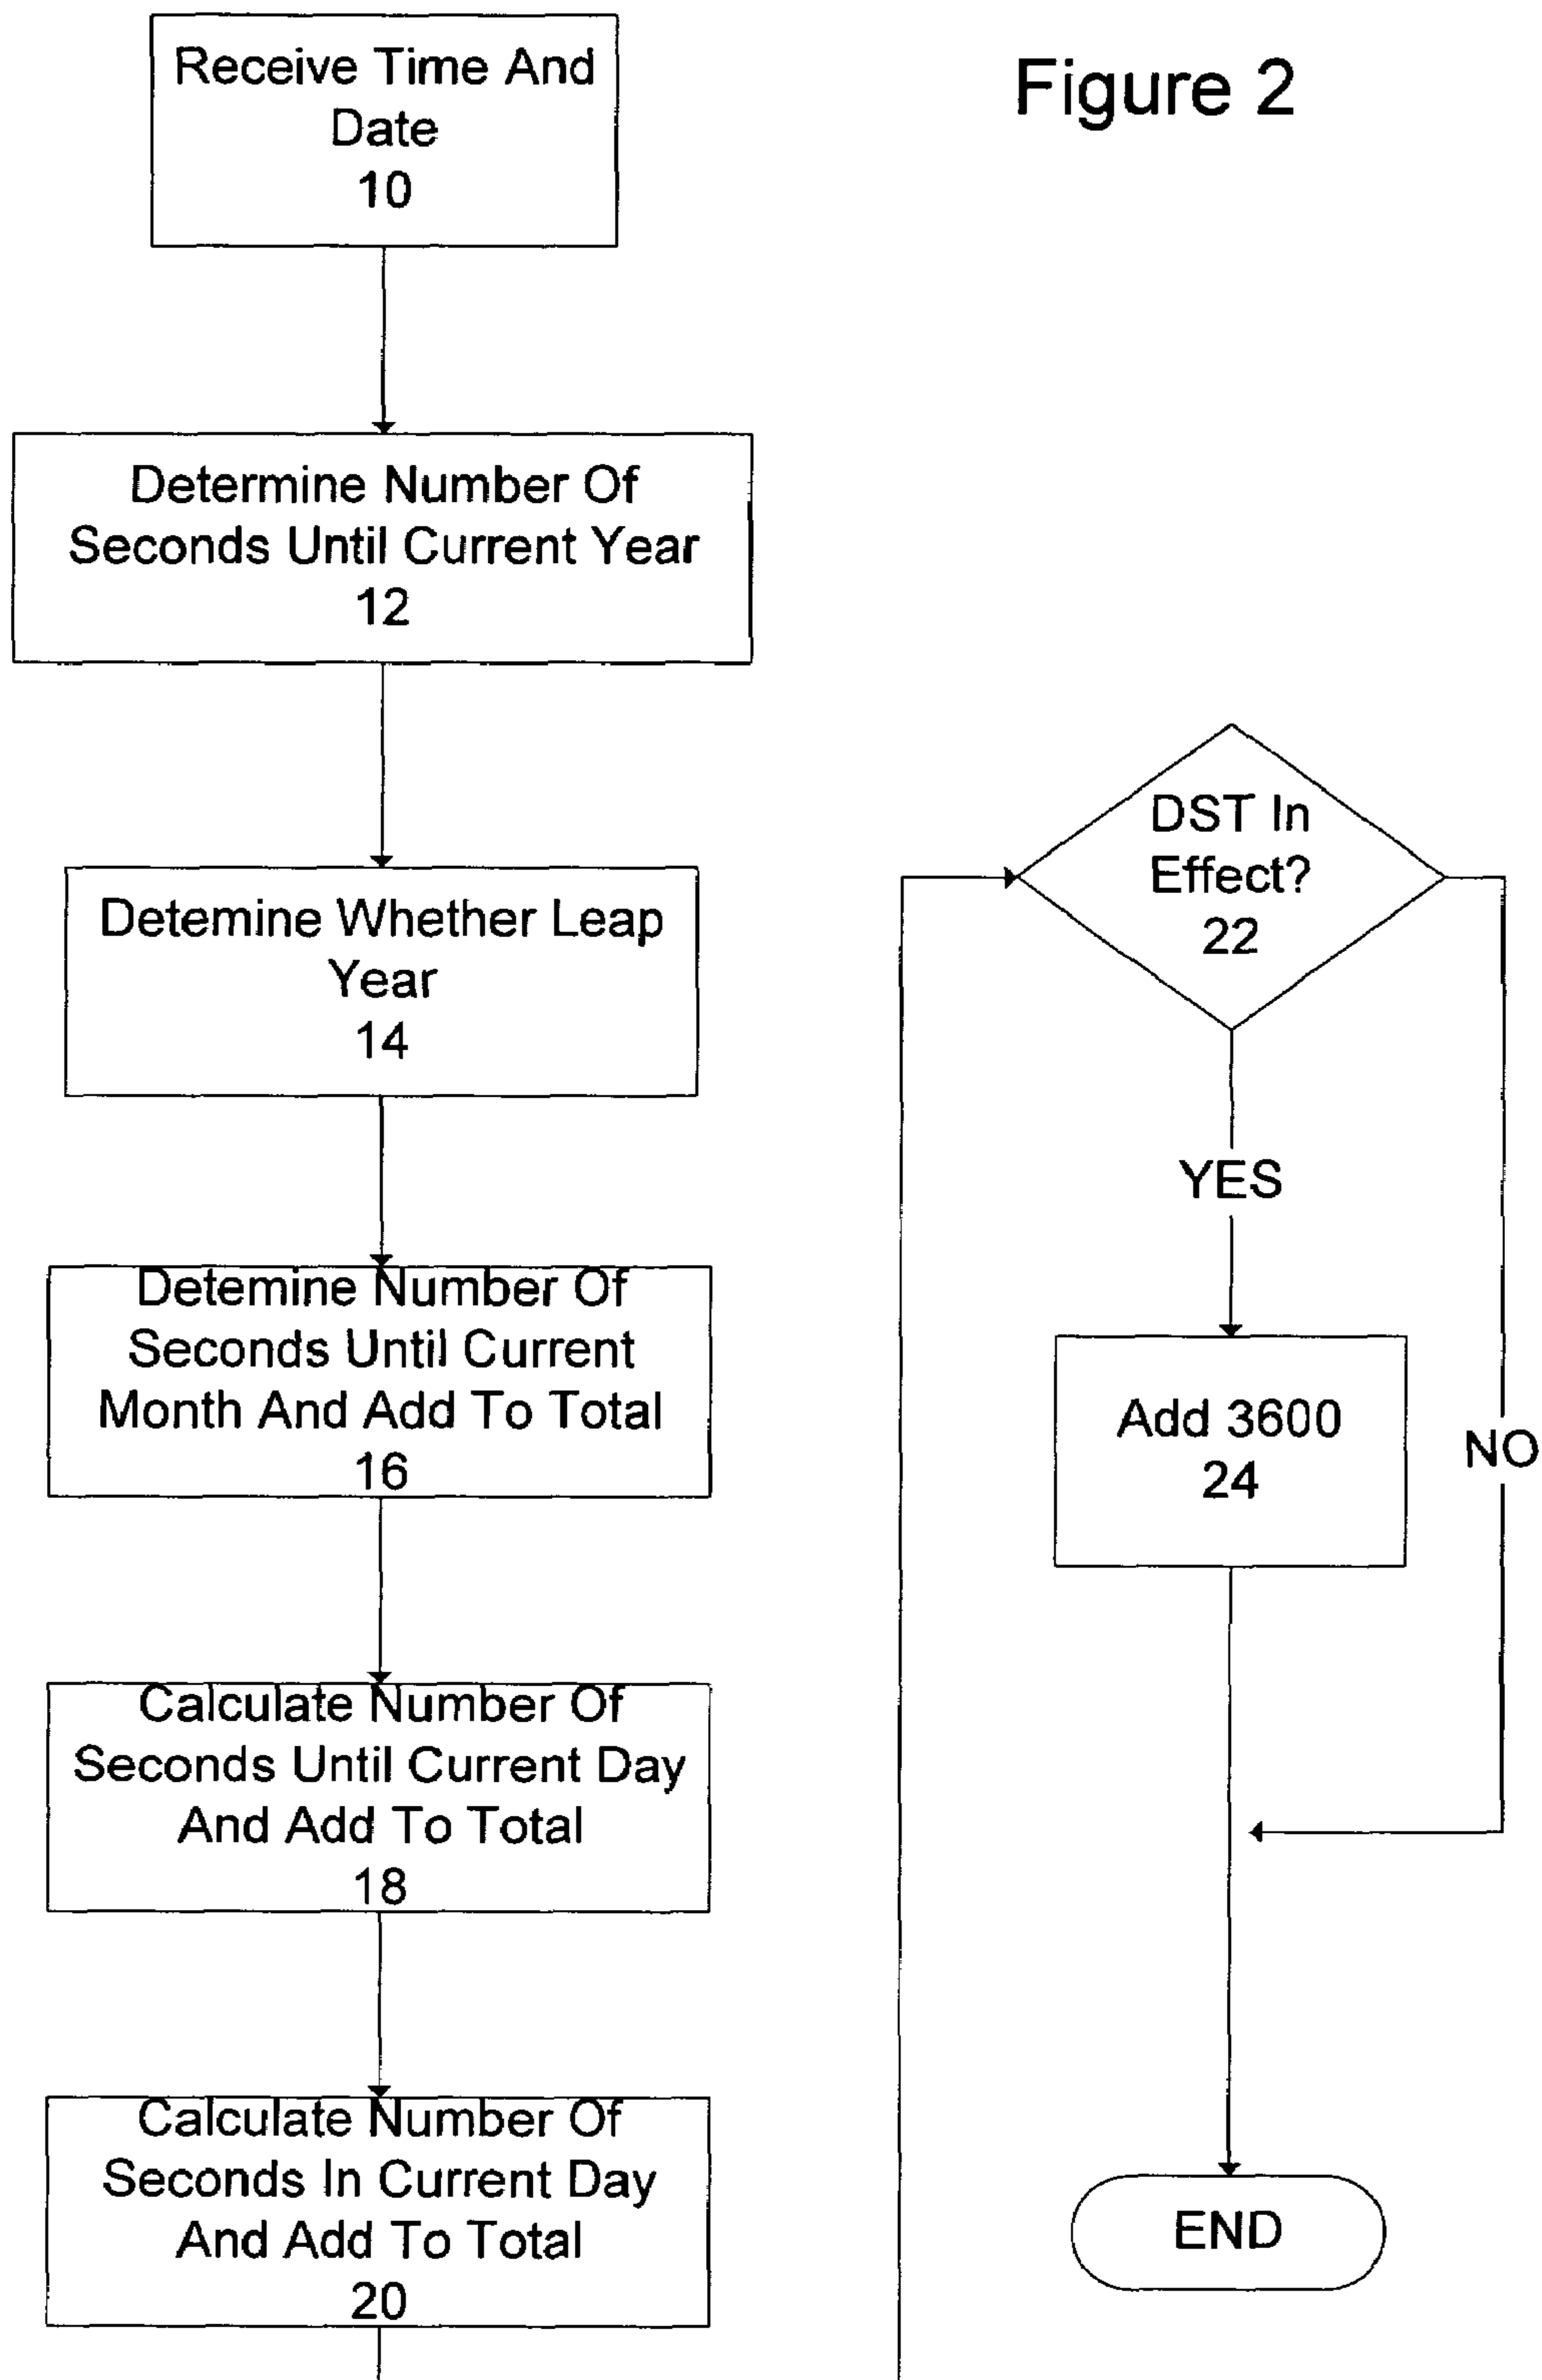 Figure 2
Receive Time And
Date
10
Determine Number Of
Seconds Until Current Year
12
Detemine Whether Leap
Year
14
Detemine Number Of
Seconds Until Current
Month And Add To Total
16
Calculate Number Of
Seconds Until Current Day
And Add To Total
18
Calculate Number Of
Seconds In Current Day
And Add To Total
20
DST In
Effect?
22
YES
Add 3600
24
NO
END